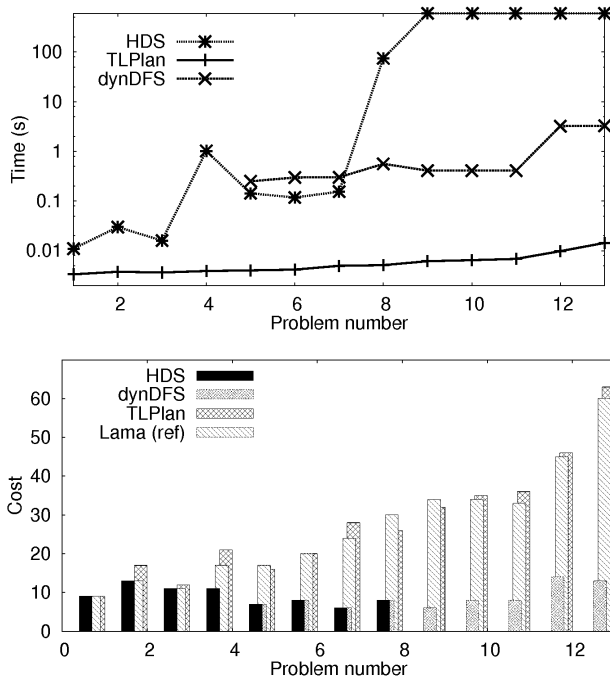 HDS
TLPlan
dynDFS
100
10
1
0.1
0.01
Time (s)
2 4 6 8 10 12
Problem number
HDS
dynDFS
TLPlan
Lama (ref)
60
50
40
30
20
10
0
Cost
0 2 4 6 8 10 12
Problem number